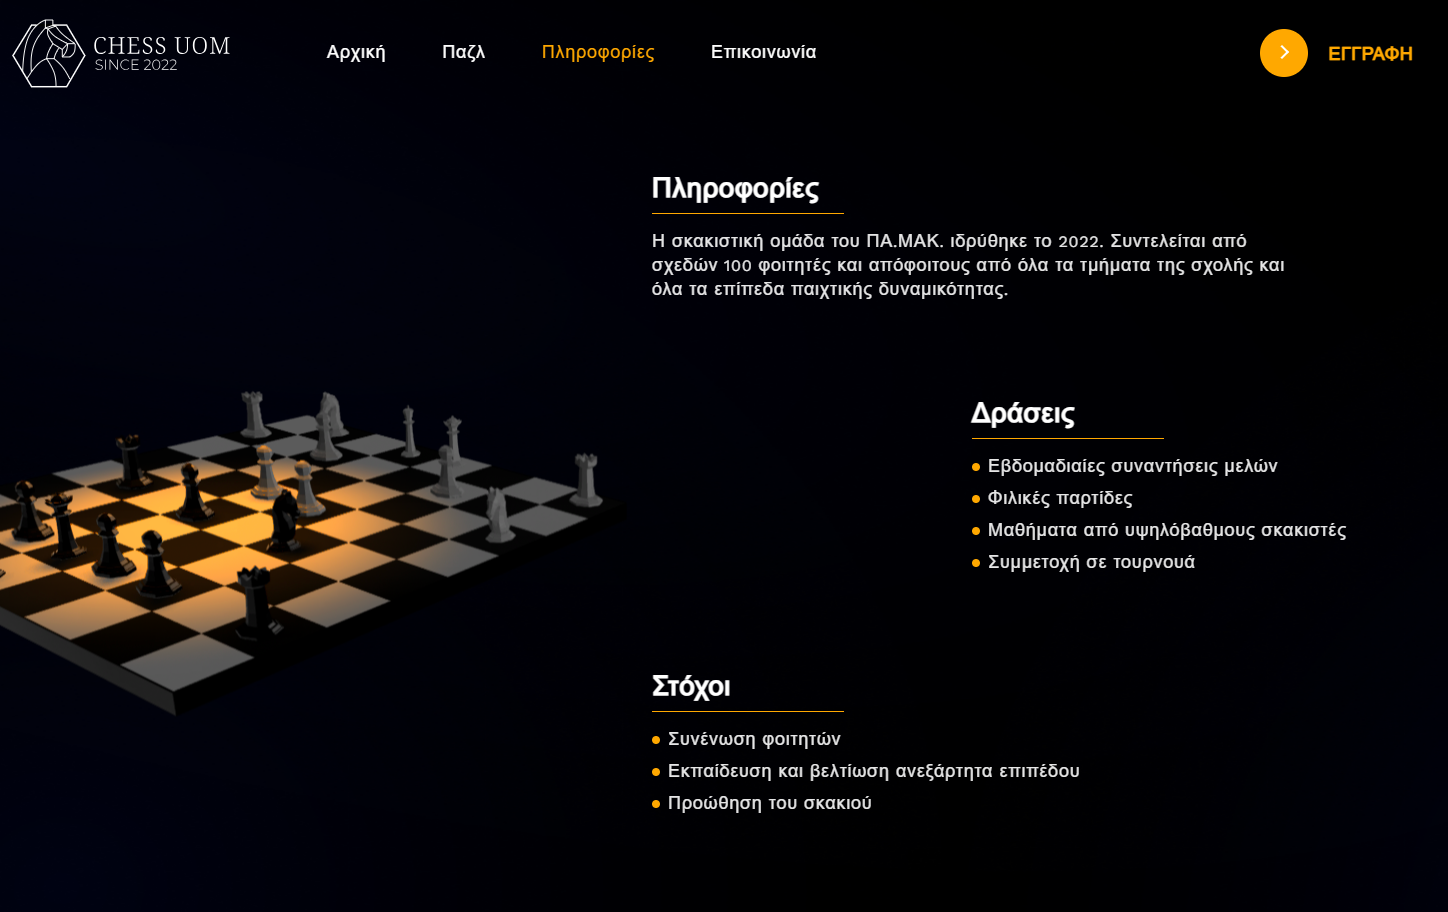 CHESS UOM
SINCE 2022
Αρχική
Παζλ
Πληροφορίες
Επικοινωνία
ΕΓΓΡΑΦΗ
Πληροφορίες
Η σκακιστική ομάδα του ΠΑ.ΜΑΚ. ιδρύθηκε το 2022. Συντελείται από
σχεδών 100 φοιτητές και απόφοιτους από όλα τα τμήματα της σχολής και
όλα τα επίπεδα παιχτικής δυναμικότητας.
Δράσεις
Εβδομαδιαίες συναντήσεις μελών
Φιλικές παρτίδες
Μαθήματα από υψηλόβαθμους σκακιστές
Συμμετοχή σε τουρνουά
Στόχοι
Συνένωση φοιτητών
Εκπαίδευση και βελτίωση ανεξάρτητα επιπέδου
Προώθηση του σκακιού